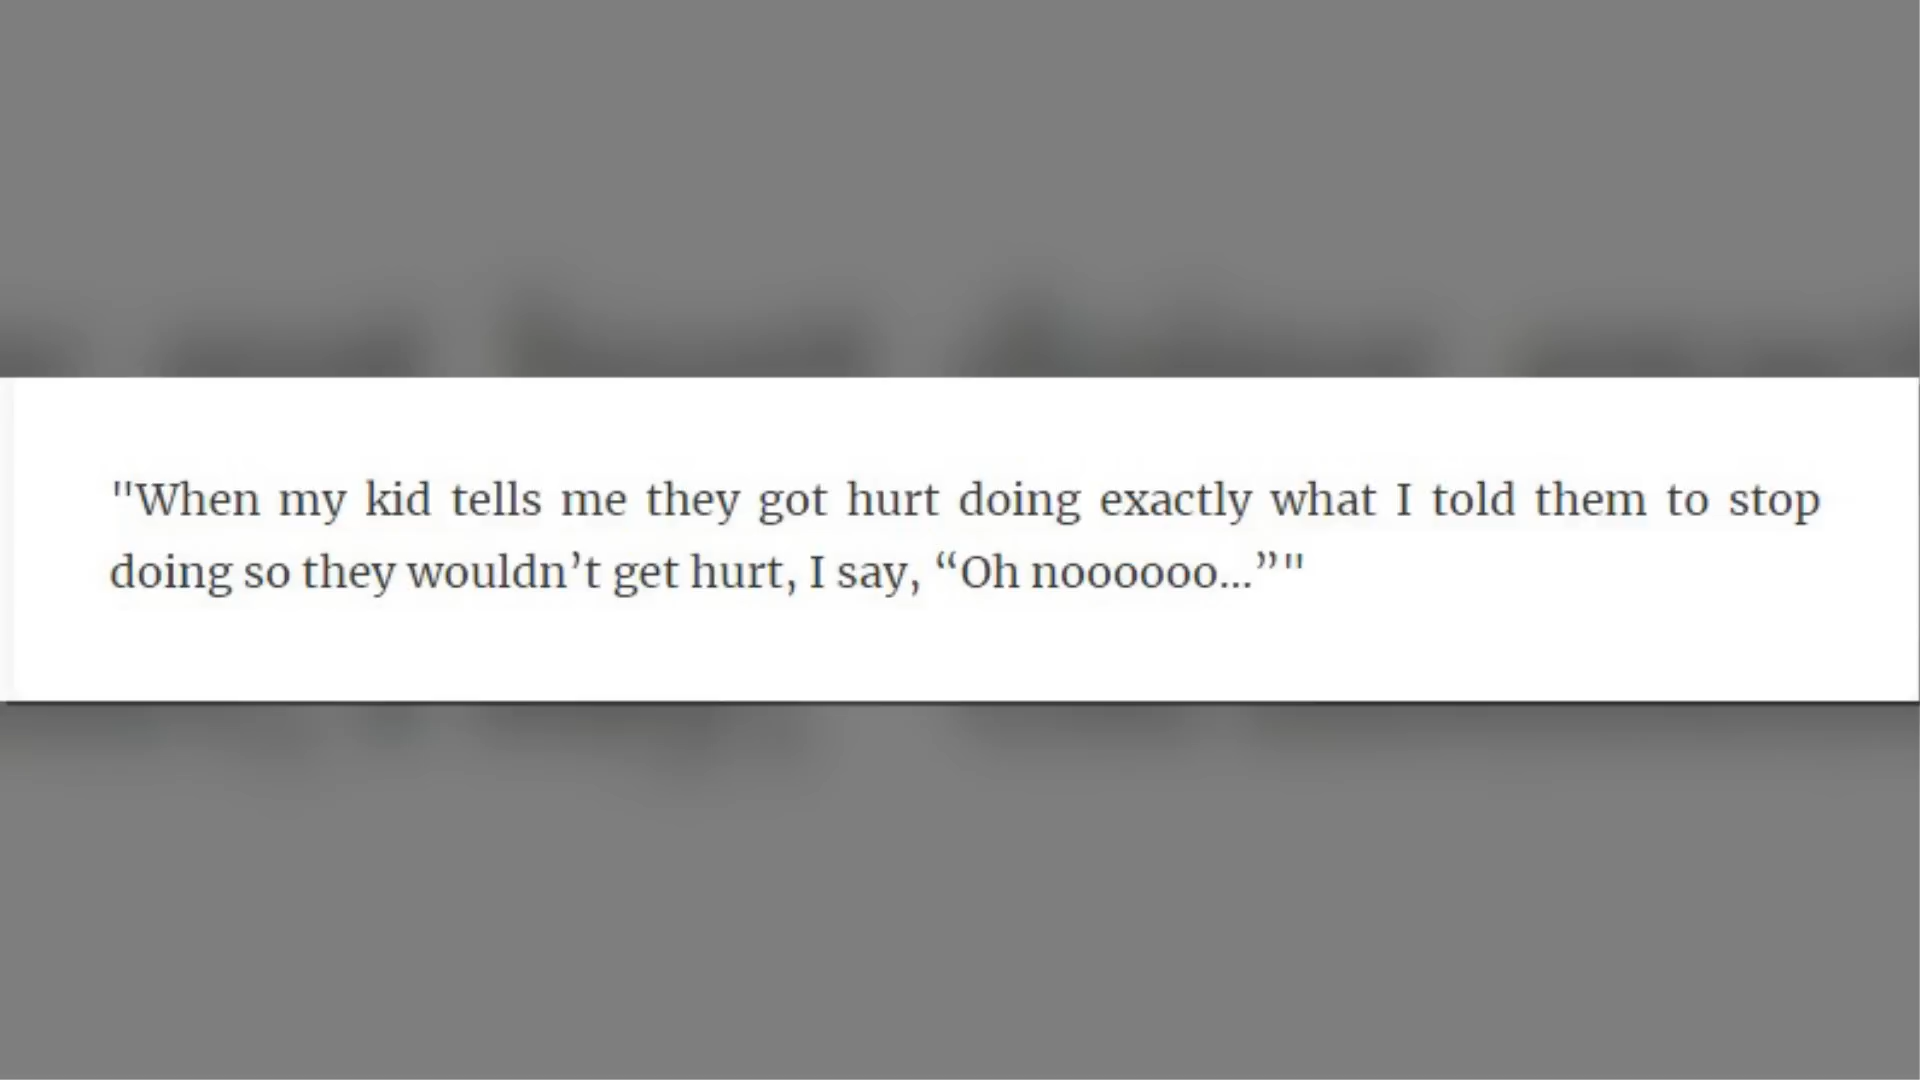 "When my kid tells me they got hurt doing exactly what I told them to stop
doing so they wouldn’t get hurt, I say, “Oh noooooo...”"